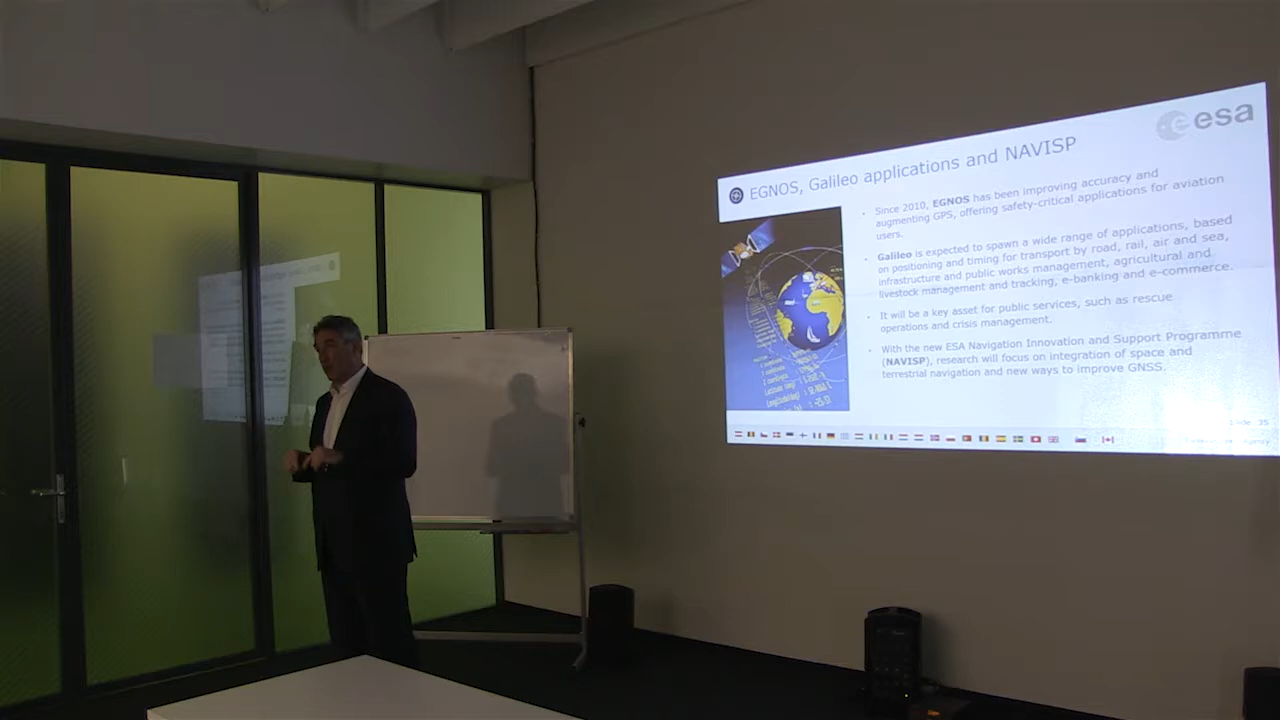 esa
EGNOS, Galileo applications and NAVISP
Since 2010, EGNOS has been improving accuracy and
augmenting GPS, offering safety-critical applications for aviation
users.
Galileo is expected to spawn a wide range of applications, based
on positioning and timing for transport by road, rail, air and sea,
infrastructure and public works management, agricultural and
livestock management and tracking, e-banking and e-commerce.
It will be a key asset for public services, such as rescue
operations and crisis management.
With the new ESA Navigation Innovation and Support Programme
(NAVISP), research will focus on integration of space and
terrestrial navigation and new ways to improve GNSS.
Slide 35